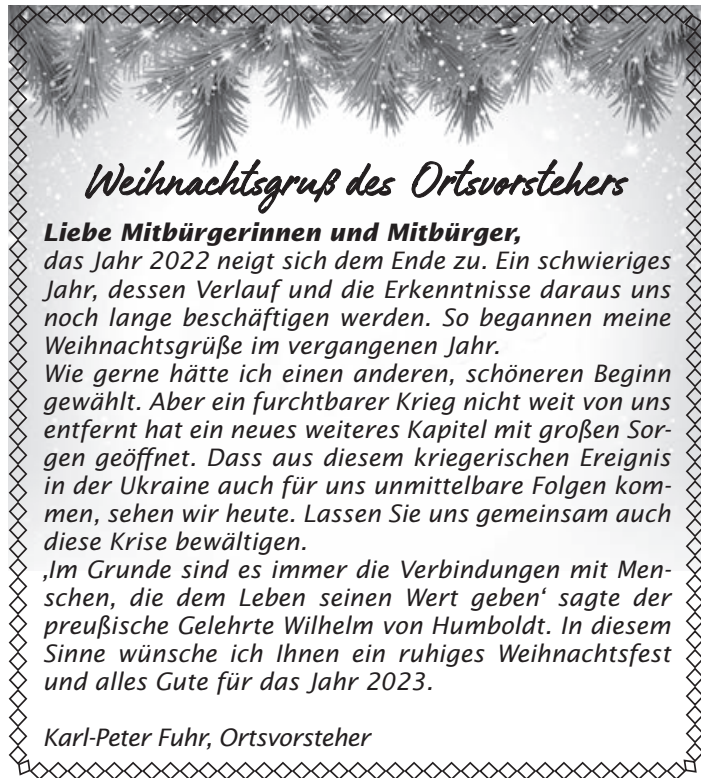 Weihnachtsgruß des Ortsvorstehers
Liebe Mitbürgerinnen und Mitbürger,
das Jahr 2022 neigt sich dem Ende zu. Ein schwieriges
Jahr, dessen Verlauf und die Erkenntnisse daraus uns
noch lange beschäftigen werden. So begannen meine
Weihnachtsgrüße im vergangenen Jahr.
Wie gerne hätte ich einen anderen, schöneren Beginn
gewählt. Aber ein furchtbarer Krieg nicht weit von uns
entfernt hat ein neues weiteres Kapitel mit großen Sor-
gen geöffnet. Dass aus diesem kriegerischen Ereignis
in der Ukraine auch für uns unmittelbare Folgen kom-
men, sehen wir heute. Lassen Sie uns gemeinsam auch
diese Krise bewältigen.
‚Im Grunde sind es immer die Verbindungen mit Men-
schen, die dem Leben seinen Wert geben‘ sagte der
preußische Gelehrte Wilhelm von Humboldt. In diesem
Sinne wünsche ich Ihnen ein ruhiges Weihnachtsfest
und alles Gute für das Jahr 2023.
Karl-Peter Fuhr, Ortsvorsteher